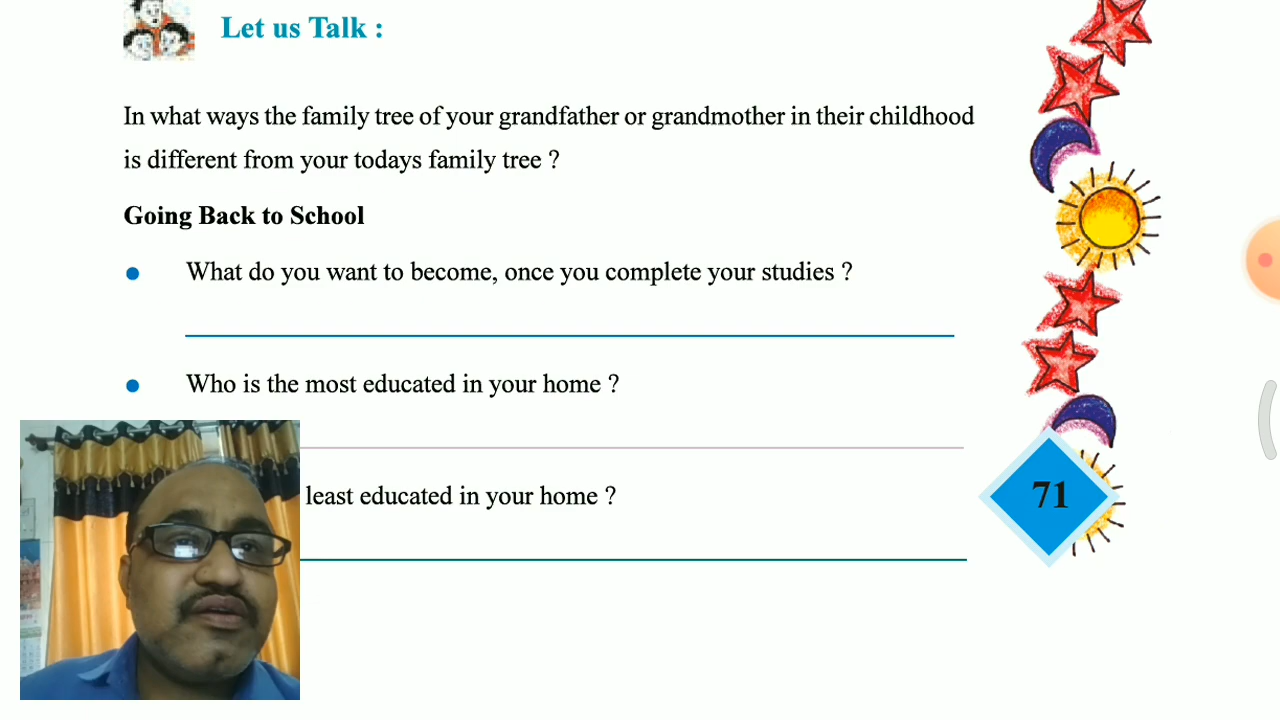 Let us Talk :
In what ways the family tree of your grandfather or grandmother in their childhood
is different from your todays family tree ?
Going Back to School
What do you want to become, once you complete your studies ?
Who is the most educated in your home ?
least educated in your home ?
71